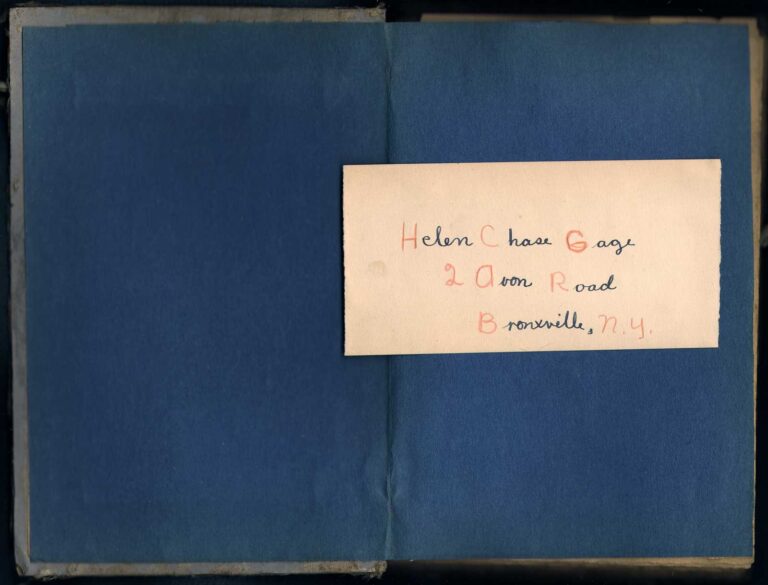 Helen Chase Gage
2 Avon Road
Bronxville, N.Y.